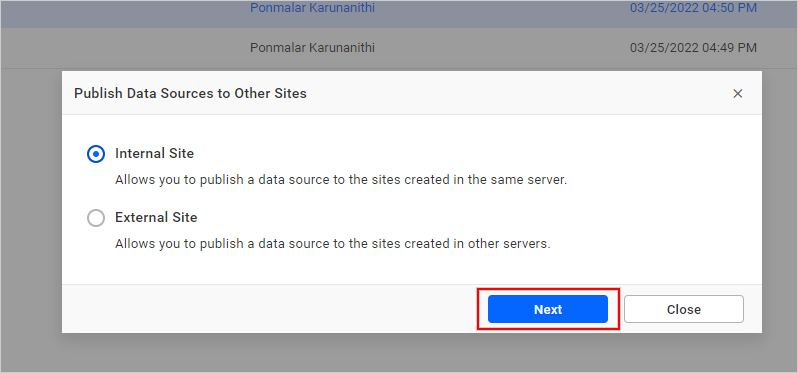 Ponmalar Karunanithi 03/25/2022 04:50 PM
Ponmalar Karunanithi 03/25/2022 04:49 PM
Publish Data Sources to Other Sites
Internal Site
Allows you to publish a data source to the sites created in the same server.
External Site
Allows you to publish a data source to the sites created in other servers.
Next Close